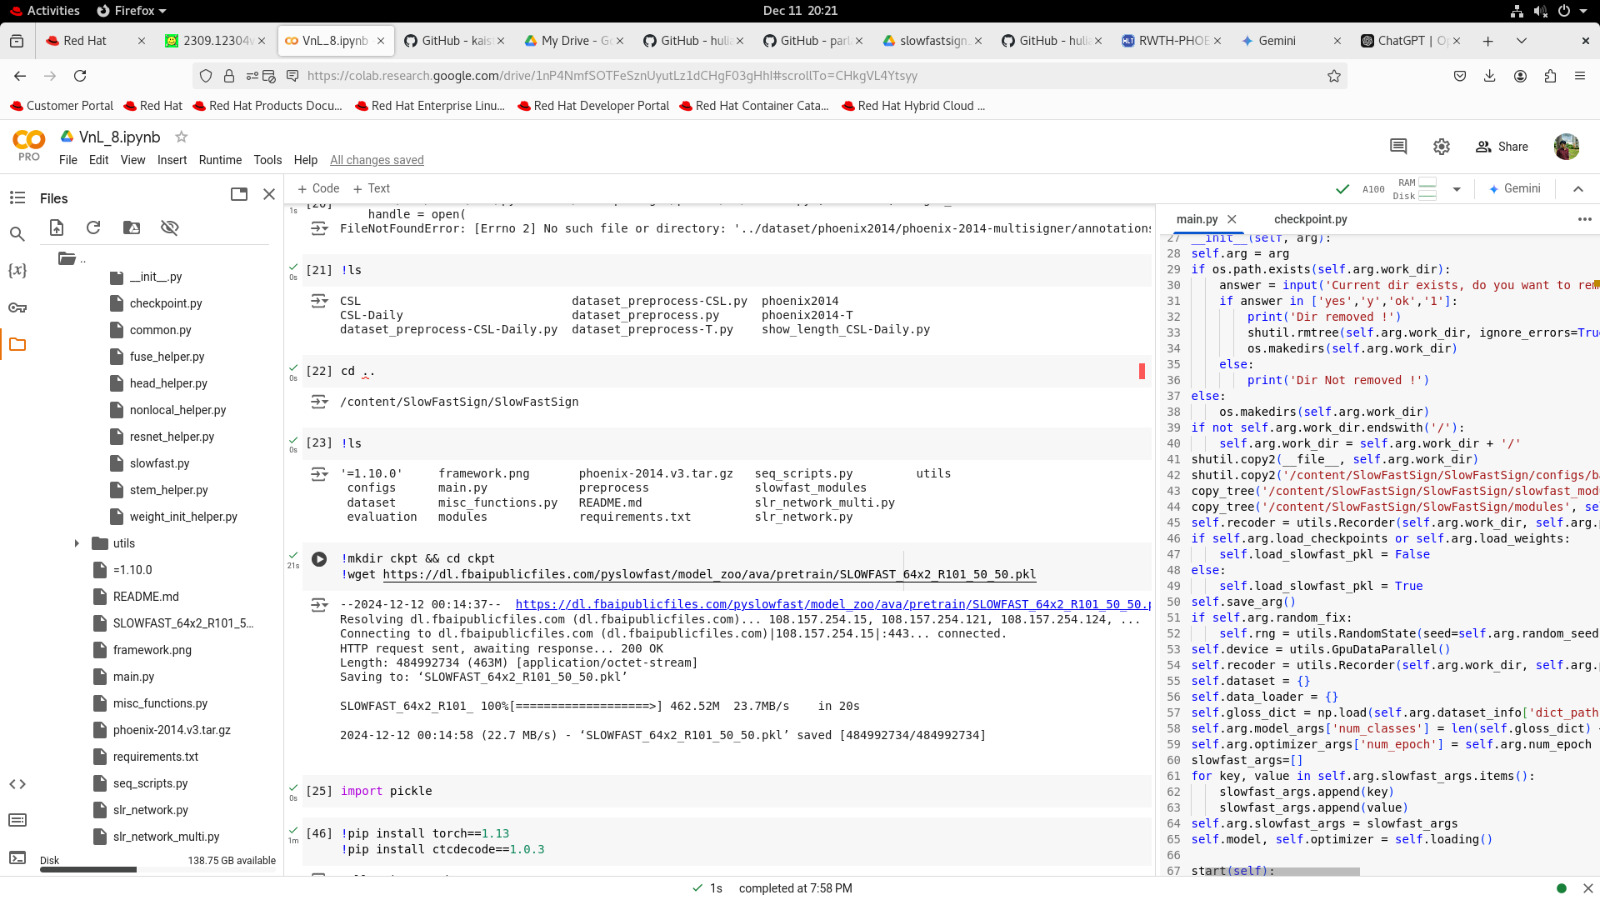 Activities
Firefox
Dec 11 20:21
Red Hat
2309.12304v
VnL_8.ipynb
GitHub - kais
My Drive - Go
GitHub - hulia
GitHub - parl
slowfastsign_
GitHub - hulia
RWTH-PHOE
Gemini
ChatGPT | Op
https://colab.research.google.com/drive/1nP4NmfSOTFeSznUyutLz1dCHgF03gHhI#scrollTo=CHkgVL4Ytsyy
Customer Portal
Red Hat
Red Hat Products Docu...
Red Hat Enterprise Linu...
Red Hat Developer Portal
Red Hat Container Cata...
Red Hat Hybrid Cloud ...
CO
PRO
VnL_8.ipynb
File Edit View Insert Runtime Tools Help All changes saved
Share
Files
+ Code + Text
A100
RAM
Disk
Gemini
..
__init__.py
checkpoint.py
common.py
fuse_helper.py
head_helper.py
nonlocal_helper.py
resnet_helper.py
slowfast.py
stem_helper.py
weight_init_helper.py
utils
=1.10.0
README.md
SLOWFAST_64x2_R101_5...
framework.png
main.py
misc_functions.py
phoenix-2014.v3.tar.gz
requirements.txt
seq_scripts.py
slr_network.py
slr_network_multi.py
Disk 138.75 GB available
1s
handle = open(
FileNotFoundError: [Errno 2] No such file or directory: '../dataset/phoenix2014/phoenix-2014-multisigner/annotations
0s
[21] !ls
CSL dataset_preprocess-CSL.py phoenix2014
CSL-Daily dataset_preprocess.py phoenix2014-T
dataset_preprocess-CSL-Daily.py dataset_preprocess-T.py show_length_CSL-Daily.py
0s
[22] cd ..
/content/SlowFastSign/SlowFastSign
0s
[23] !ls
'=1.10.0' framework.png phoenix-2014.v3.tar.gz seq_scripts.py utils
configs main.py preprocess slowfast_modules
dataset misc_functions.py README.md slr_network_multi.py
evaluation modules requirements.txt slr_network.py
21s
!mkdir ckpt && cd ckpt
!wget https://dl.fbaipublicfiles.com/pyslowfast/model_zoo/ava/pretrain/SLOWFAST_64x2_R101_50_50.pkl
--2024-12-12 00:14:37-- https://dl.fbaipublicfiles.com/pyslowfast/model_zoo/ava/pretrain/SLOWFAST_64x2_R101_50_50.p
Resolving dl.fbaipublicfiles.com (dl.fbaipublicfiles.com)... 108.157.254.15, 108.157.254.121, 108.157.254.124, ...
Connecting to dl.fbaipublicfiles.com (dl.fbaipublicfiles.com)|108.157.254.15|:443... connected.
HTTP request sent, awaiting response... 200 OK
Length: 484992734 (463M) [application/octet-stream]
Saving to: ‘SLOWFAST_64x2_R101_50_50.pkl’
SLOWFAST_64x2_R101_ 100%[===================>] 462.52M 23.7MB/s in 20s
2024-12-12 00:14:58 (22.7 MB/s) - ‘SLOWFAST_64x2_R101_50_50.pkl’ saved [484992734/484992734]
0s
[25] import pickle
1m
[46] !pip install torch==1.13
!pip install ctcdecode==1.0.3
main.py
checkpoint.py
27 __init__(self, arg):
28 self.arg = arg
29 if os.path.exists(self.arg.work_dir):
30 answer = input('Current dir exists, do you want to rem
31 if answer in ['yes','y','ok','1']:
32 print('Dir removed !')
33 shutil.rmtree(self.arg.work_dir, ignore_errors=True
34 os.makedirs(self.arg.work_dir)
35 else:
36 print('Dir Not removed !')
37 else:
38 os.makedirs(self.arg.work_dir)
39 if not self.arg.work_dir.endswith('/'):
40 self.arg.work_dir = self.arg.work_dir + '/'
41 shutil.copy2(__file__, self.arg.work_dir)
42 shutil.copy2('/content/SlowFastSign/SlowFastSign/configs/ba
43 copy_tree('/content/SlowFastSign/SlowFastSign/slowfast_mod
44 copy_tree('/content/SlowFastSign/SlowFastSign/modules', se
45 self.recoder = utils.Recorder(self.arg.work_dir, self.arg.p
46 if self.arg.load_checkpoints or self.arg.load_weights:
47 self.load_slowfast_pkl = False
48 else:
49 self.load_slowfast_pkl = True
50 self.save_arg()
51 if self.arg.random_fix:
52 self.rng = utils.RandomState(seed=self.arg.random_seed
53 self.device = utils.GpuDataParallel()
54 self.recoder = utils.Recorder(self.arg.work_dir, self.arg.p
55 self.dataset = {}
56 self.data_loader = {}
57 self.gloss_dict = np.load(self.arg.dataset_info['dict_path
58 self.arg.model_args['num_classes'] = len(self.gloss_dict) +
59 self.arg.optimizer_args['num_epoch'] = self.arg.num_epoch
60 slowfast_args=[]
61 for key, value in self.arg.slowfast_args.items():
62 slowfast_args.append(key)
63 slowfast_args.append(value)
64 self.arg.slowfast_args = slowfast_args
65 self.model, self.optimizer = self.loading()
66
67 start(self):
1s completed at 7:58 PM